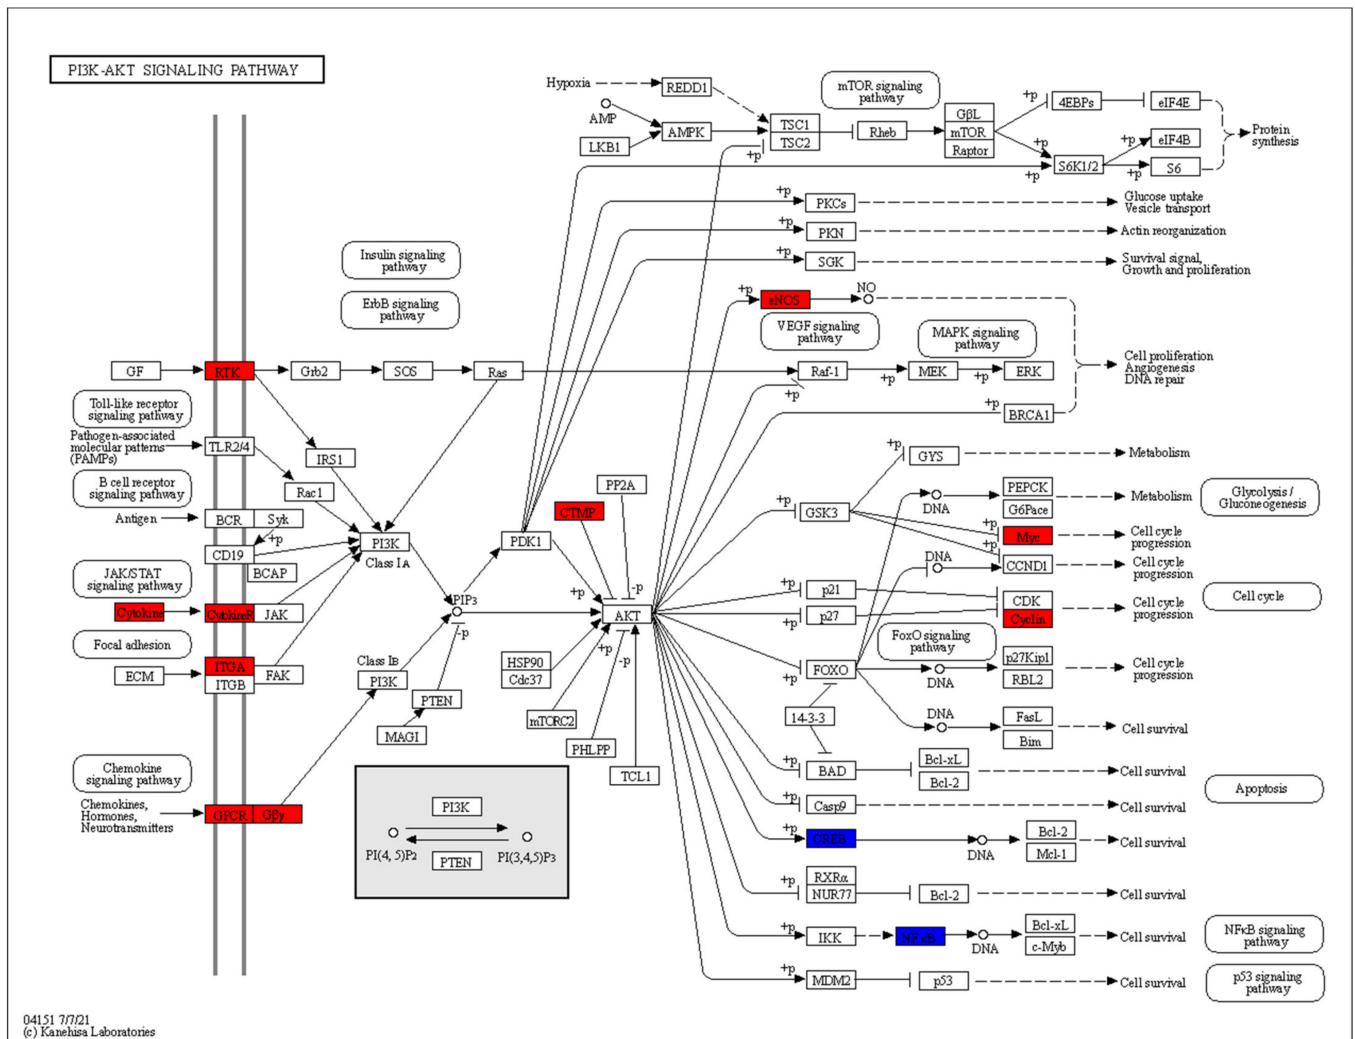 PI3K-AKT SIGNALING PATHWAY
Hypoxia
REDD1
mTOR signaling
pathway
+p
4EBPs
eIF4E
AMP
AMPK
LKB1
TSC1
TSC2
+p
Rheb
GβL
mTOR
Raptor
+p
+p
S6K1/2
+p
+p
eIF4B
S6
Protein
synthesis
+p
PKCs
Glucose uptake
Vesicle transport
+p
PKN
Actin reorganization
+p
SGK
Survival signal,
Growth and proliferation
Insulin signaling
pathway
ErbB signaling
pathway
+p
eNOS
NO
VEGF signaling
pathway
MAPK signaling
pathway
GF
RTK
Grb2
SOS
Ras
Raf-1
+p
MEK
+p
ERK
+p
Cell proliferation
Angiogenesis
DNA repair
+p
BRCA1
Toll-like receptor
signaling pathway
Pathogen-associated
molecular patterns
(PAMPs)
TLR2/4
IRS1
Rac1
B cell receptor
signaling pathway
Antigen
BCR
Syk
+p
CD19
BCAP
PI3K
Class IA
PDK1
CTMP
PP2A
+p
GYS
Metabolism
+p
GSK3
DNA
PEPCK
G6Pace
Metabolism
Glycolysis /
Gluconeogenesis
+p
Myc
Cell cycle
progression
+p
DNA
CCND1
Cell cycle
progression
JAK/STAT
signaling pathway
Cytokine
CytokineR
JAK
PIP3
-p
+p
-p
AKT
+p
-p
+p
p21
+p
p27
CDK
Cyclin
Cell cycle
progression
Cell cycle
Focal adhesion
ECM
ITGA
ITGB
FAK
Class IB
PI3K
PTEN
MAGI
HSP90
Cdc37
mTORC2
PHLPP
TCL1
FoxO signaling
pathway
+p
FOXO
DNA
p27Kip1
RBL2
Cell cycle
progression
14-3-3
DNA
FasL
Bim
Cell survival
Chemokine
signaling pathway
Chemokines,
Hormones,
Neurotransmitters
GPCR
Gβγ
PI3K
PI(4, 5)P2
PI(3,4,5)P3
PTEN
+p
BAD
Bcl-xL
Bcl-2
Cell survival
Apoptosis
+p
Casp9
Cell survival
+p
CREB
DNA
Bcl-2
Mcl-1
Cell survival
+p
RXRα
NUR77
Bcl-2
Cell survival
+p
IKK
NFκB
DNA
Bcl-xL
c-Myb
Cell survival
NFκB signaling
pathway
+p
MDM2
p53
Cell survival
p53 signaling
pathway
04151 7/7/21
(c) Kanehisa Laboratories